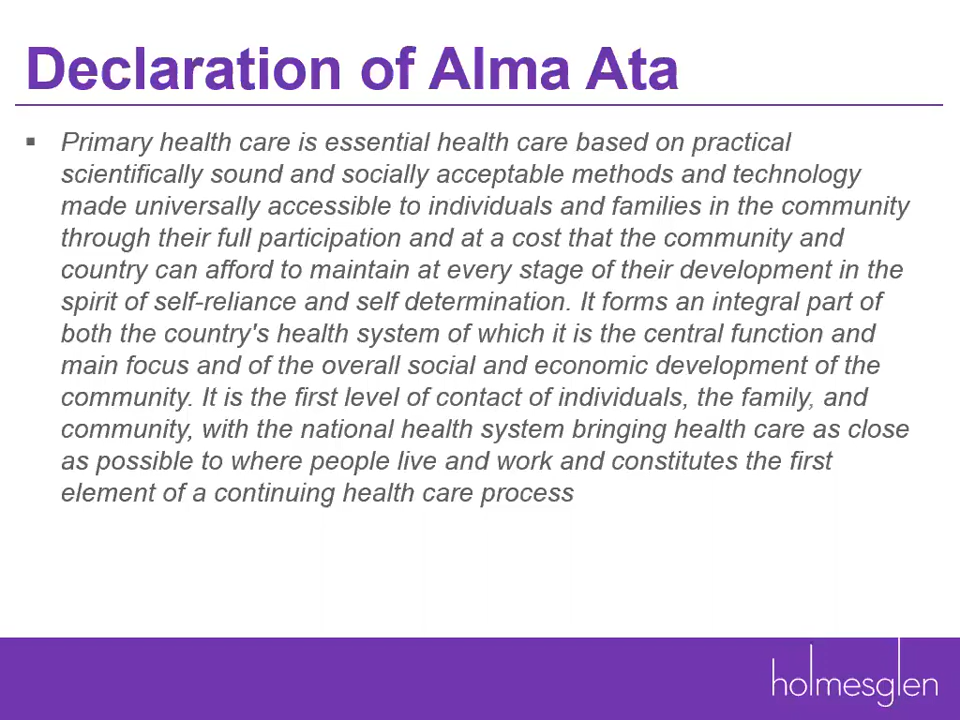 Declaration of Alma Ata
▪ Primary health care is essential health care based on practical
scientifically sound and socially acceptable methods and technology
made universally accessible to individuals and families in the community
through their full participation and at a cost that the community and
country can afford to maintain at every stage of their development in the
spirit of self-reliance and self determination. It forms an integral part of
both the country's health system of which it is the central function and
main focus and of the overall social and economic development of the
community. It is the first level of contact of individuals, the family, and
community, with the national health system bringing health care as close
as possible to where people live and work and constitutes the first
element of a continuing health care process
holmesglen